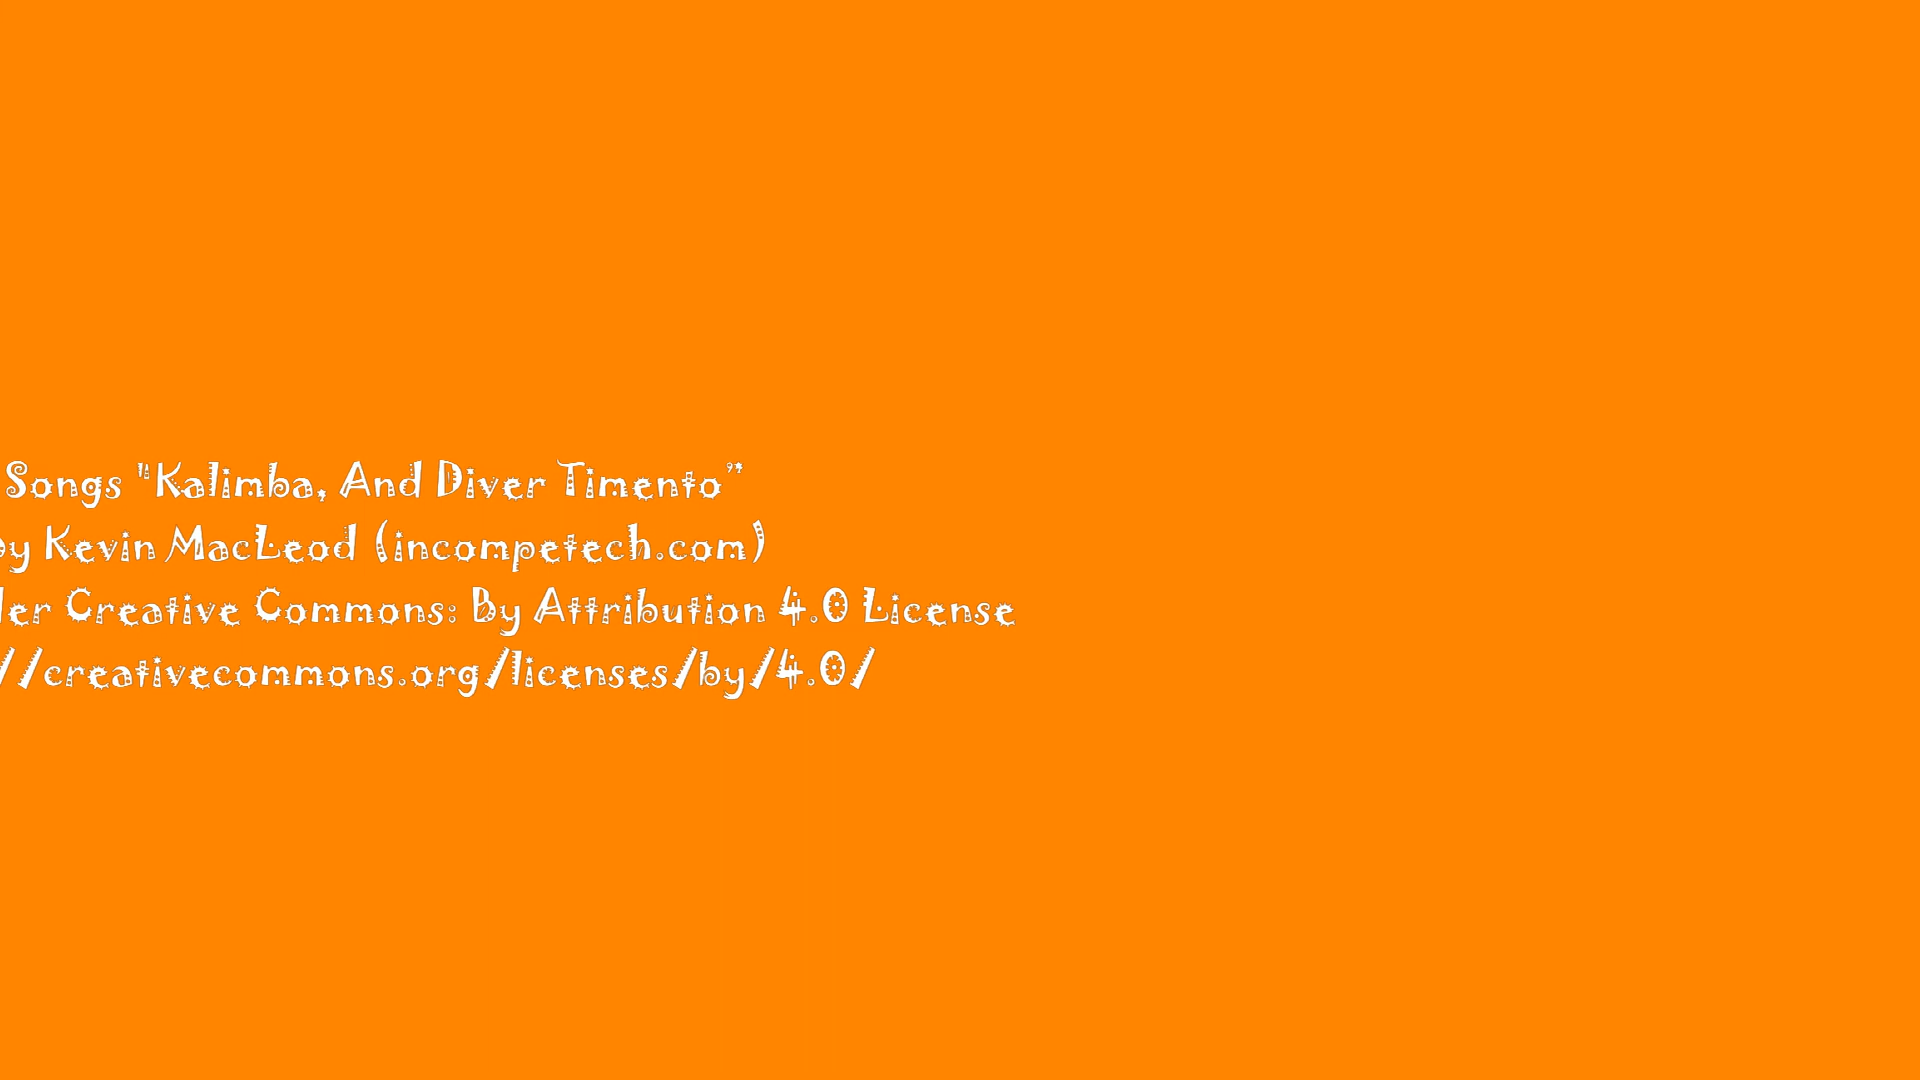 Songs "Kalimba, And Diver Timento”
by Kevin MacLeod (incompetech.com)
Creative Commons: By Attribution 4.0 License
//creativecommons.org/licenses/by/4.0/